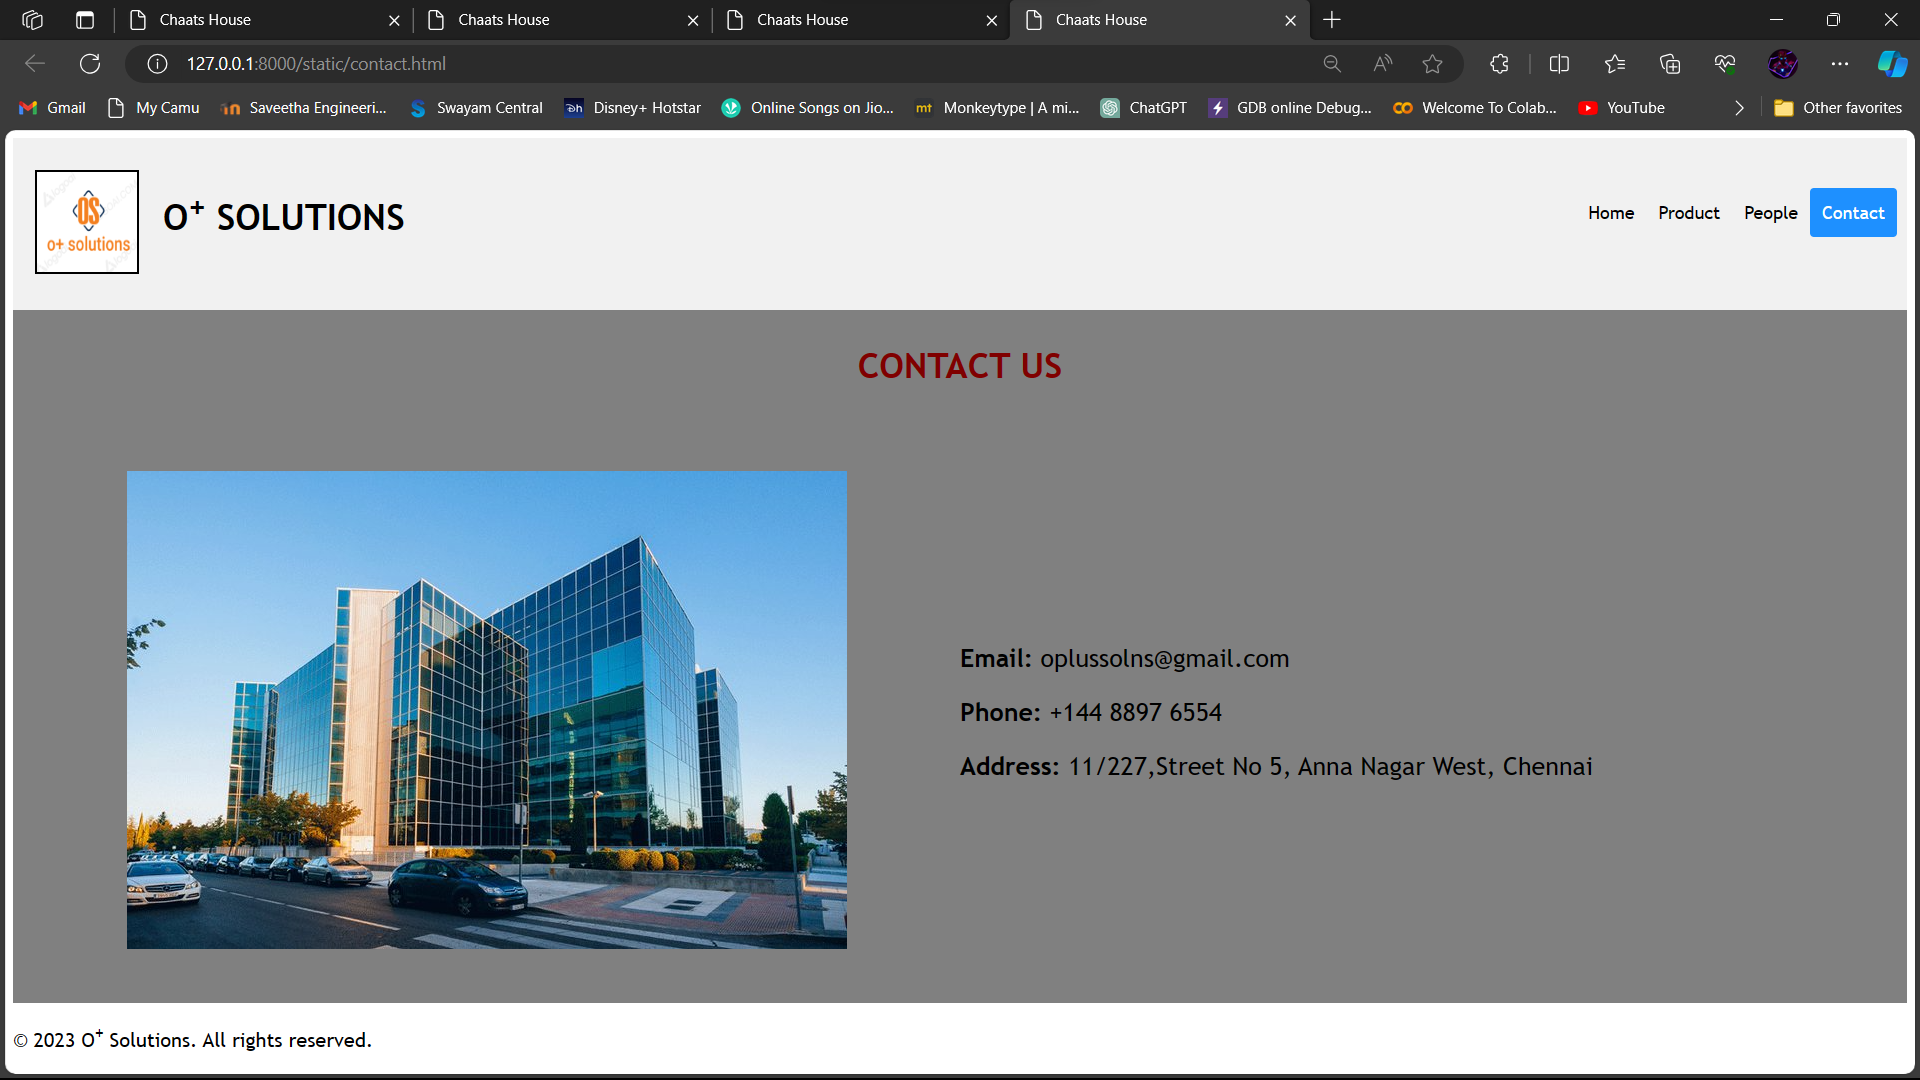 Chaats House
Chaats House
Chaats House
Chaats House
127.0.0.1:8000/static/contact.html
Gmail
My Camu
Saveetha Engineeri...
Swayam Central
Disney+ Hotstar
Online Songs on Jio...
mt
Monkeytype | A mi...
ChatGPT
GDB online Debug...
Welcome To Colab...
YouTube
Other favorites
OS
o+ solutions
O⁺ SOLUTIONS
Home
Product
People
Contact
CONTACT US
Email: oplussolns@gmail.com
Phone: +144 8897 6554
Address: 11/227,Street No 5, Anna Nagar West, Chennai
© 2023 O⁺ Solutions. All rights reserved.